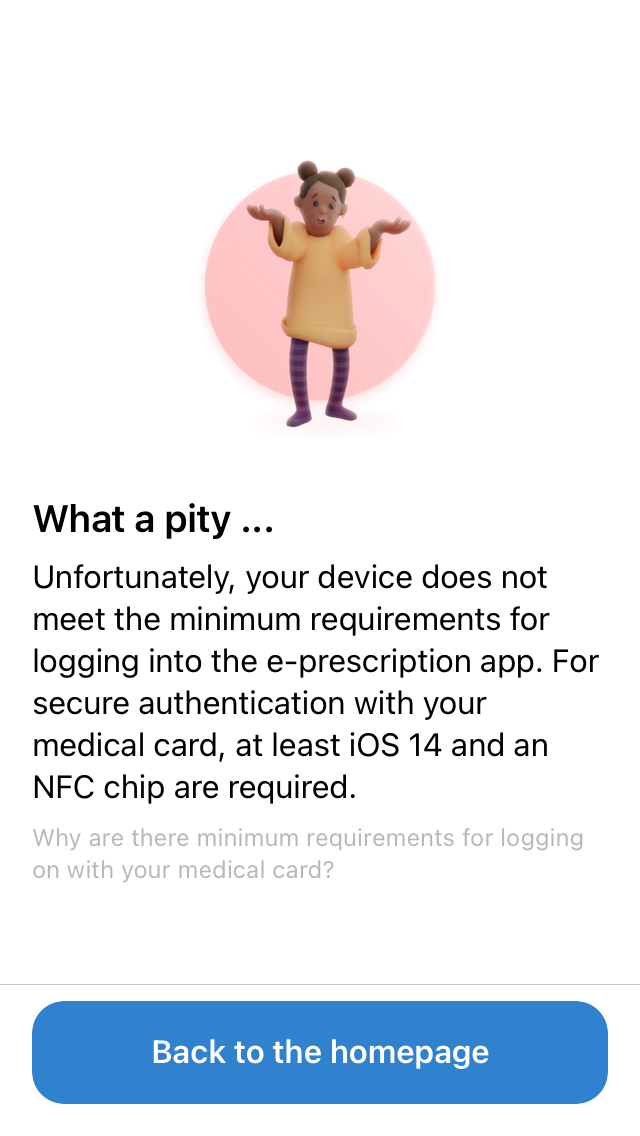 What a pity ...
Unfortunately, your device does not
meet the minimum requirements for
logging into the e-prescription app. For
secure authentication with your
medical card, at least iOS 14 and an
NFC chip are required.
Why are there minimum requirements for logging
on with your medical card?
Back to the homepage